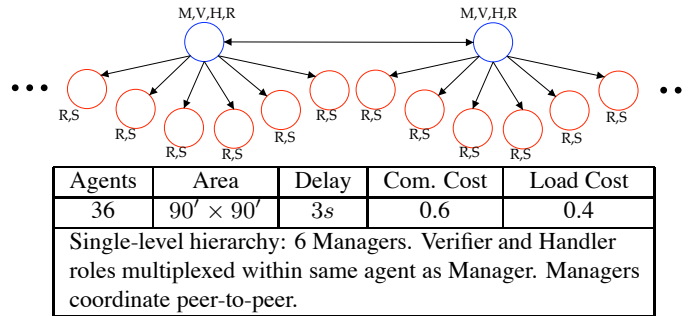 M,V,H,R M,V,H,R
R,S R,S R,S R,S R,S R,S R,S R,S R,S R,S R,S R,S
Agents Area Delay Com. Cost Load Cost
36 90′ × 90′ 3s 0.6 0.4
Single-level hierarchy: 6 Managers. Verifier and Handler
roles multiplexed within same agent as Manager. Managers
coordinate peer-to-peer.